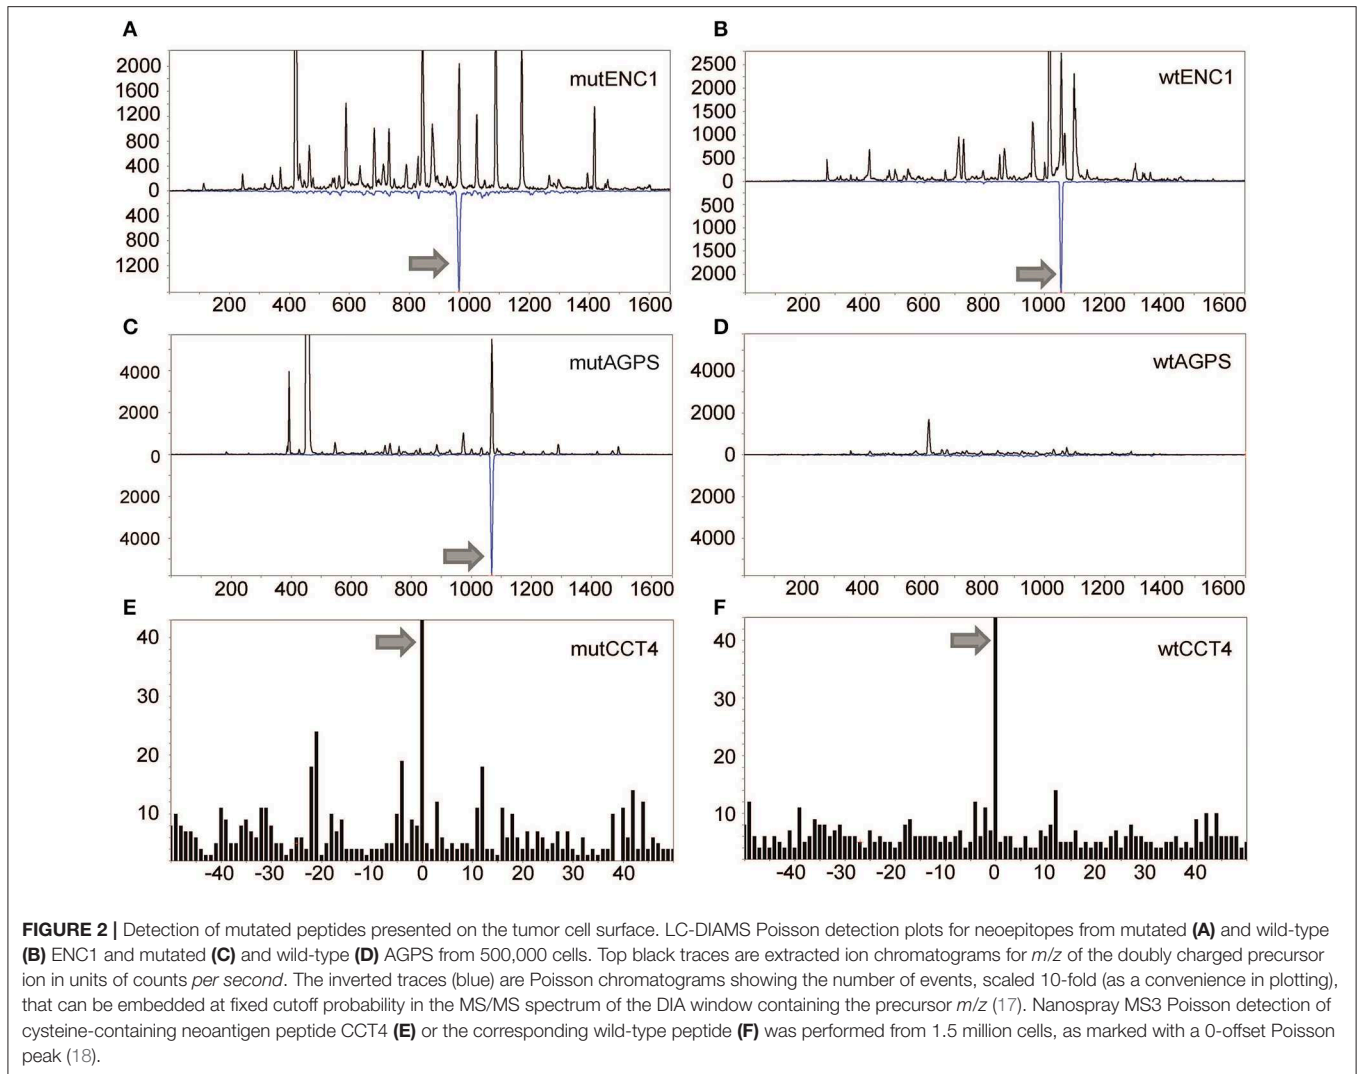 A
B
mutENC1
2000
1600
1200
800
400
0
400
800
1200
200 400 600 800 1000 1200 1400 1600
wtENC1
2500
2000
1500
1000
500
0
500
1000
1500
2000
200 400 600 800 1000 1200 1400 1600
C
D
mutAGPS
4000
2000
0
2000
4000
200 400 600 800 1000 1200 1400 1600
wtAGPS
4000
2000
0
2000
4000
200 400 600 800 1000 1200 1400 1600
E
F
mutCCT4
40
30
20
10
-40 -30 -20 -10 0 10 20 30 40
wtCCT4
40
30
20
10
-40 -30 -20 -10 0 10 20 30 40
FIGURE 2 | Detection of mutated peptides presented on the tumor cell surface. LC-DIAMS Poisson detection plots for neoepitopes from mutated (A) and wild-type
(B) ENC1 and mutated (C) and wild-type (D) AGPS from 500,000 cells. Top black traces are extracted ion chromatograms for m/z of the doubly charged precursor
ion in units of counts per second. The inverted traces (blue) are Poisson chromatograms showing the number of events, scaled 10-fold (as a convenience in plotting),
that can be embedded at fixed cutoff probability in the MS/MS spectrum of the DIA window containing the precursor m/z (17). Nanospray MS3 Poisson detection of
cysteine-containing neoantigen peptide CCT4 (E) or the corresponding wild-type peptide (F) was performed from 1.5 million cells, as marked with a 0-offset Poisson
peak (18).